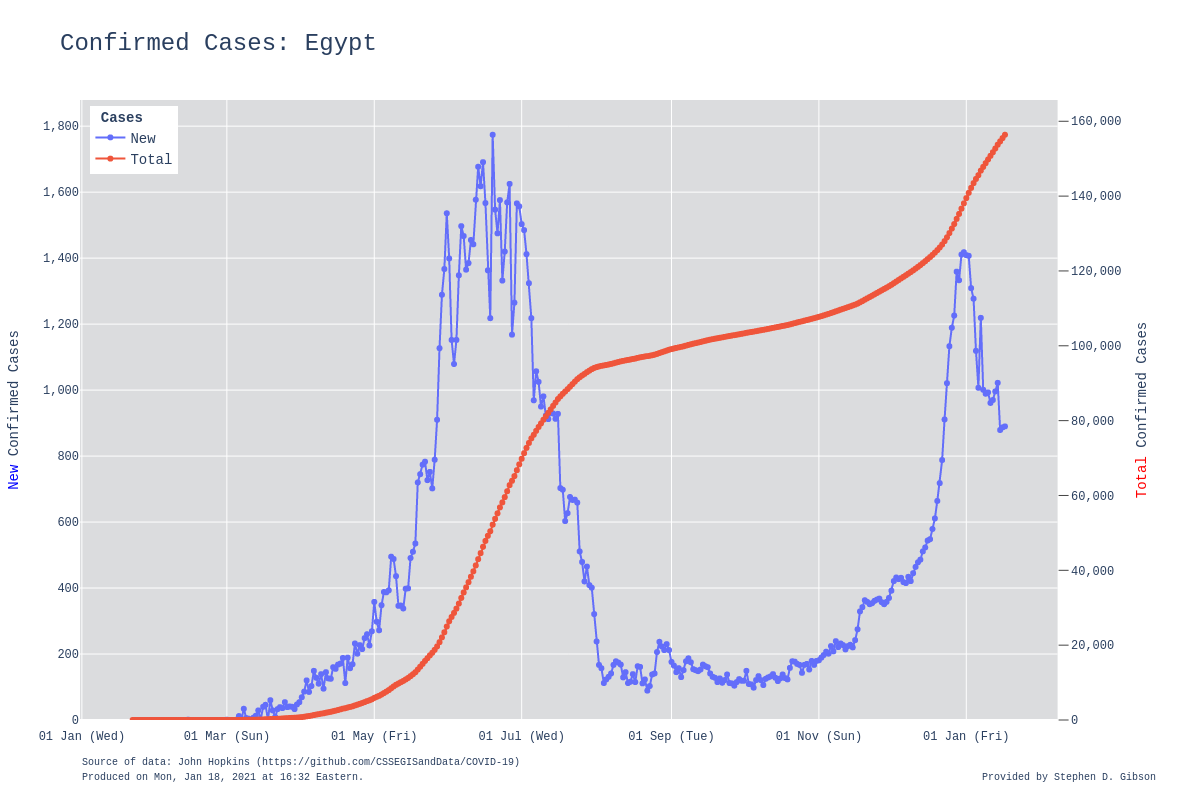 Confirmed Cases: Egypt
Cases
New
Total
1,800
1,600
1,400
1,200
1,000
800
600
400
200
0
160,000
140,000
120,000
100,000
80,000
60,000
40,000
20,000
0
New Confirmed Cases
Total Confirmed Cases
01 Jan (Wed) 01 Mar (Sun) 01 May (Fri) 01 Jul (Wed) 01 Sep (Tue) 01 Nov (Sun) 01 Jan (Fri)
Source of data: John Hopkins (https://github.com/CSSEGISandData/COVID-19)
Produced on Mon, Jan 18, 2021 at 16:32 Eastern.
Provided by Stephen D. Gibson